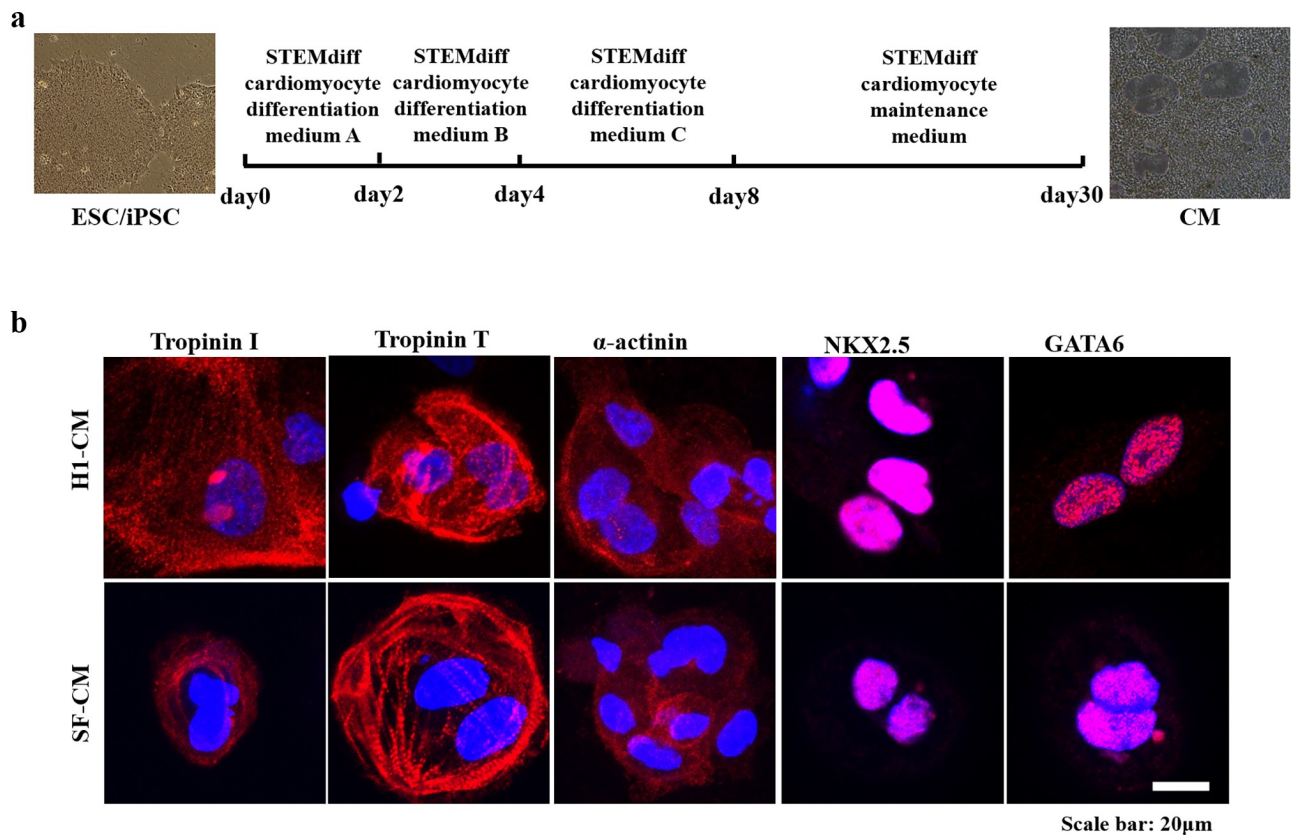 a
STEMdiff
cardiomyocyte
differentiation
medium A
STEMdiff
cardiomyocyte
differentiation
medium B
STEMdiff
cardiomyocyte
differentiation
medium C
STEMdiff
cardiomyocyte
maintenance
medium
day0
day2
day4
day8
day30
ESC/iPSC
CM
b
Tropinin I
Tropinin T
α-actinin
NKX2.5
GATA6
H1-CM
SF-CM
Scale bar: 20μm